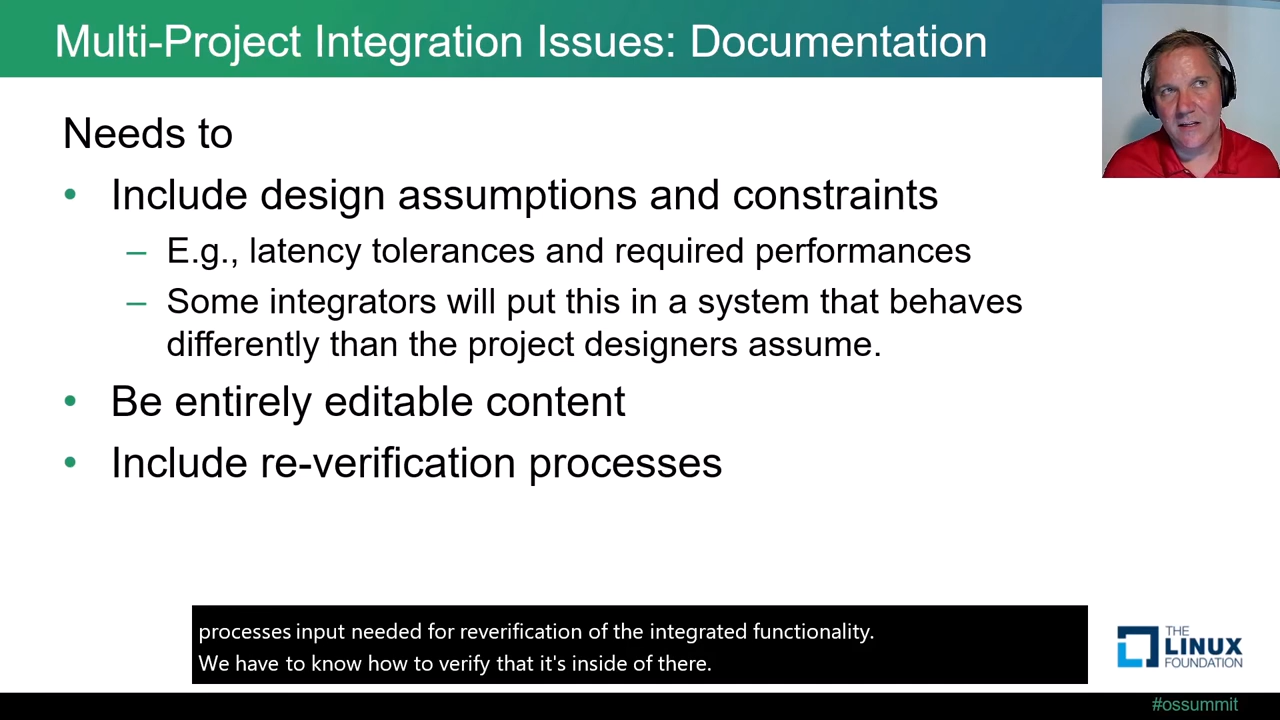 Multi-Project Integration Issues: Documentation
Needs to
• Include design assumptions and constraints
– E.g., latency tolerances and required performances
– Some integrators will put this in a system that behaves
differently than the project designers assume.
• Be entirely editable content
• Include re-verification processes
processes input needed for reverification of the integrated functionality.
We have to know how to verify that it's inside of there.
THE
LINUX
FOUNDATION
#ossummit